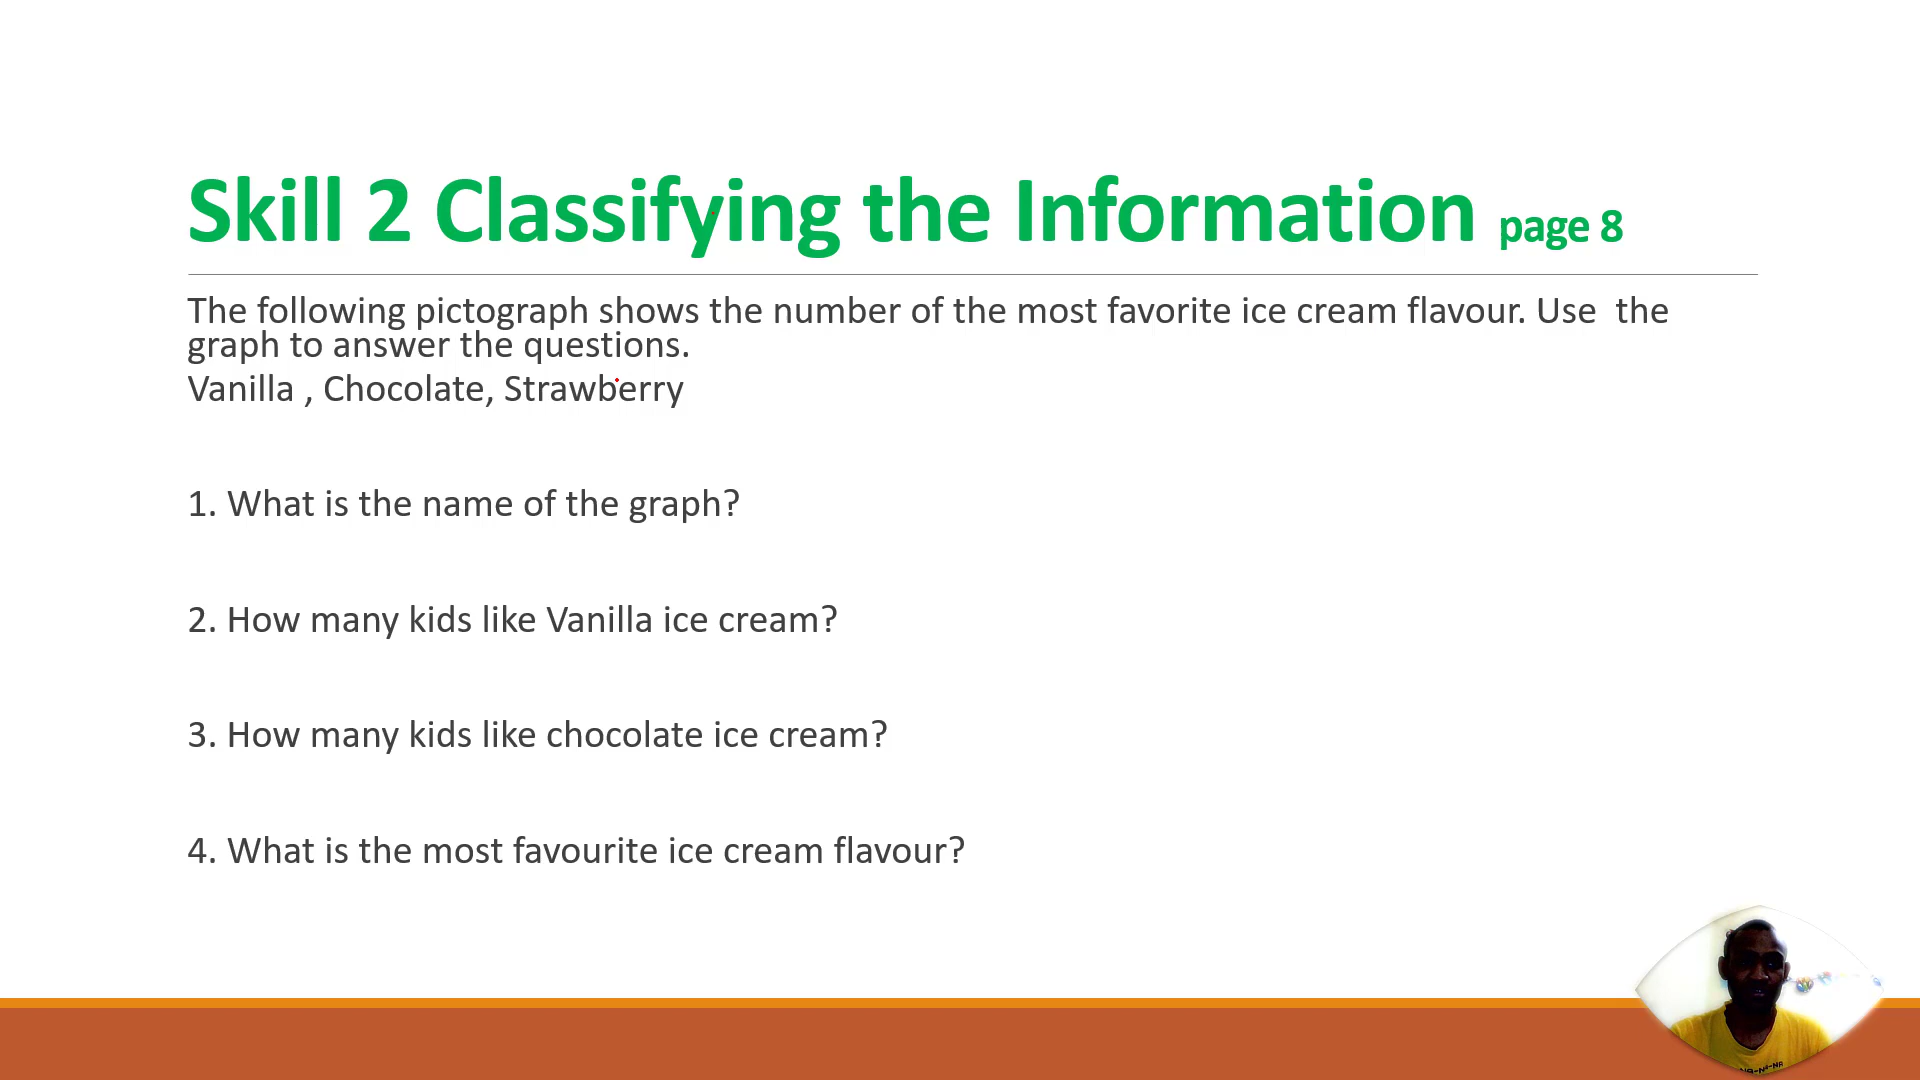 Skill 2 Classifying the Information page 8
The following pictograph shows the number of the most favorite ice cream flavour. Use  the
graph to answer the questions.
Vanilla , Chocolate, Strawberry
1. What is the name of the graph?
2. How many kids like Vanilla ice cream?
3. How many kids like chocolate ice cream?
4. What is the most favourite ice cream flavour?